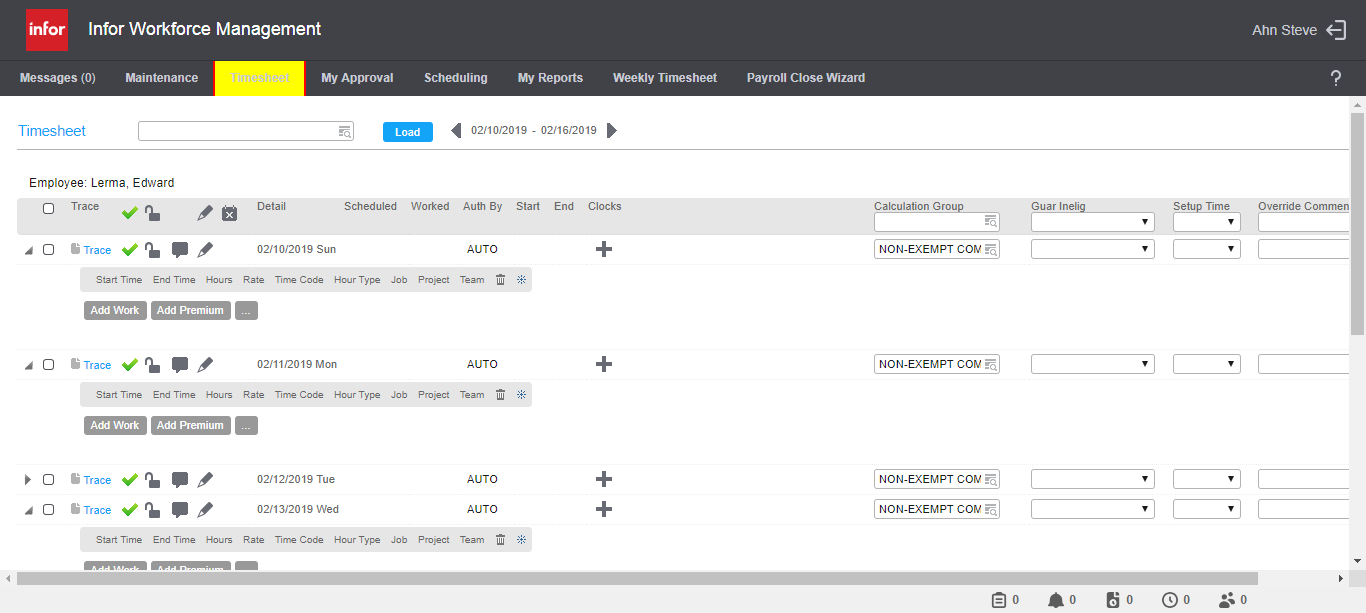 infor Infor Workforce Management Ahn Steve
Messages (0) Maintenance Timesheet My Approval Scheduling My Reports Weekly Timesheet Payroll Close Wizard ?
Timesheet Load 02/10/2019 - 02/16/2019
Employee: Lerma, Edward
Trace Detail Scheduled Worked Auth By Start End Clocks Calculation Group Guar Inelig Setup Time Override Commen
Trace 02/10/2019 Sun AUTO NON-EXEMPT COM
Start Time End Time Hours Rate Time Code Hour Type Job Project Team
Add Work Add Premium ...
Trace 02/11/2019 Mon AUTO NON-EXEMPT COM
Start Time End Time Hours Rate Time Code Hour Type Job Project Team
Add Work Add Premium ...
Trace 02/12/2019 Tue AUTO NON-EXEMPT COM
Trace 02/13/2019 Wed AUTO NON-EXEMPT COM
Start Time End Time Hours Rate Time Code Hour Type Job Project Team
Add Work Add Premium
0 0 0 0 0